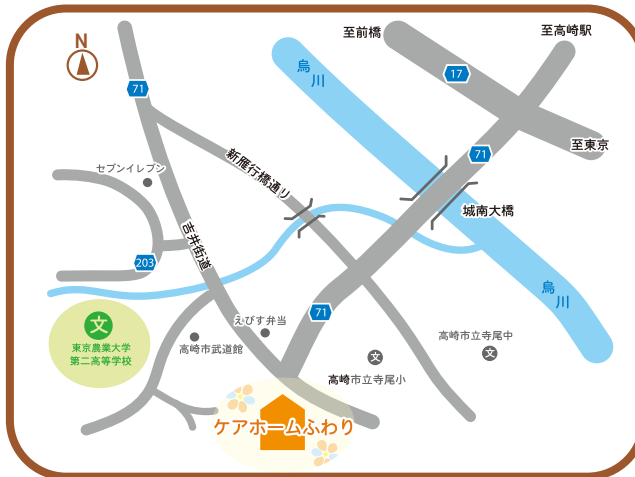 N
至前橋
至高崎駅
17
71
烏
川
71
至東京
新雁行橋通り
セブンイレブン
城南大橋
吉井街道
203
烏
川
71
文
東京農業大学
第二高等学校
えびす弁当
高崎市武道館
高崎市立寺尾中
文
文
高崎市立寺尾小
ケアホームふわり